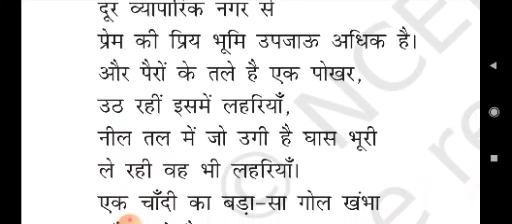 दूर व्यापारिक नगर से
प्रेम की प्रिय भूमि उपजाऊ अधिक है।
और पैरों के तले है एक पोखर,
उठ रहीं इसमें लहरियाँ,
नील तल में जो उगी है घास भूरी
ले रही वह भी लहरियाँ।
एक चाँदी का बड़ा-सा गोल खंभा